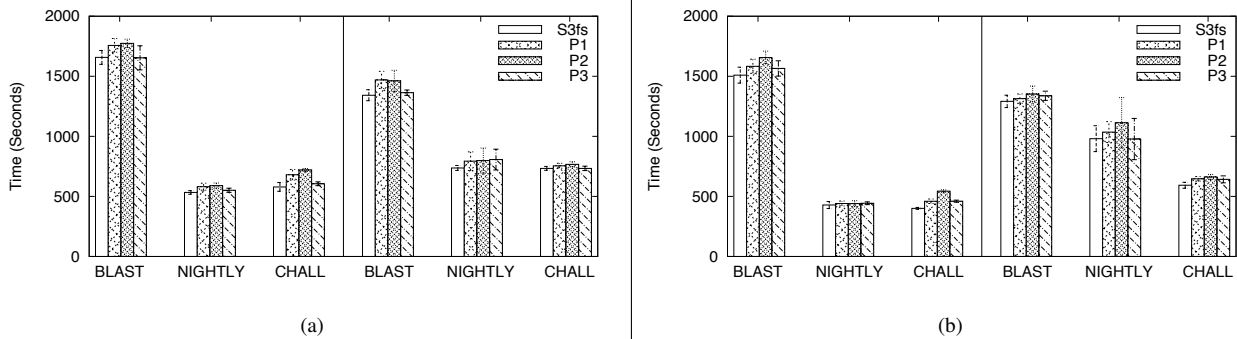 2000
1500
1000
500
0
Time (Seconds)
S3fs
P1
P2
P3
BLAST NIGHTLY CHALL BLAST NIGHTLY CHALL
(a)
2000
1500
1000
500
0
Time (Seconds)
S3fs
P1
P2
P3
BLAST NIGHTLY CHALL BLAST NIGHTLY CHALL
(b)